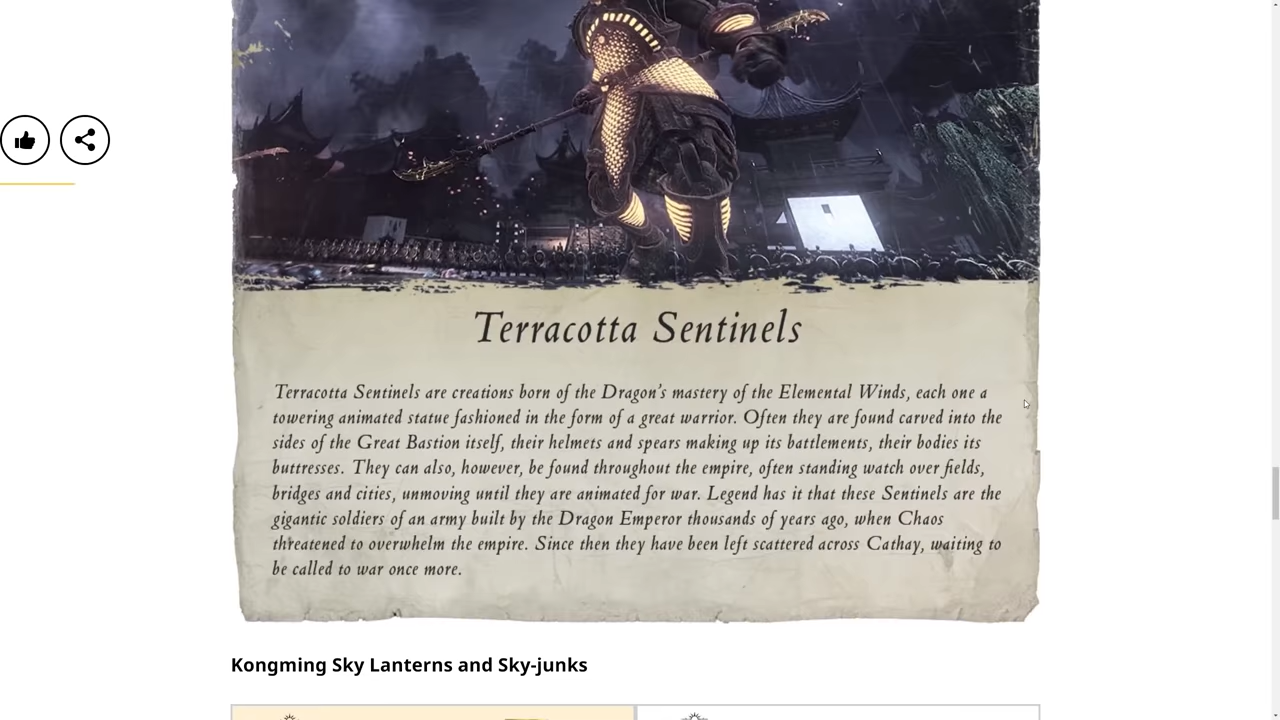 Terracotta Sentinels
Terracotta Sentinels are creations born of the Dragon's mastery of the Elemental Winds, each one a
towering animated statue fashioned in the form of a great warrior. Often they are found carved into the
sides of the Great Bastion itself, their helmets and spears making up its battlements, their bodies its
buttresses. They can also, however, be found throughout the empire, often standing watch over fields,
bridges and cities, unmoving until they are animated for war. Legend has it that these Sentinels are the
gigantic soldiers of an army built by the Dragon Emperor thousands of years ago, when Chaos
threatened to overwhelm the empire. Since then they have been left scattered across Cathay, waiting to
be called to war once more.
Kongming Sky Lanterns and Sky-junks